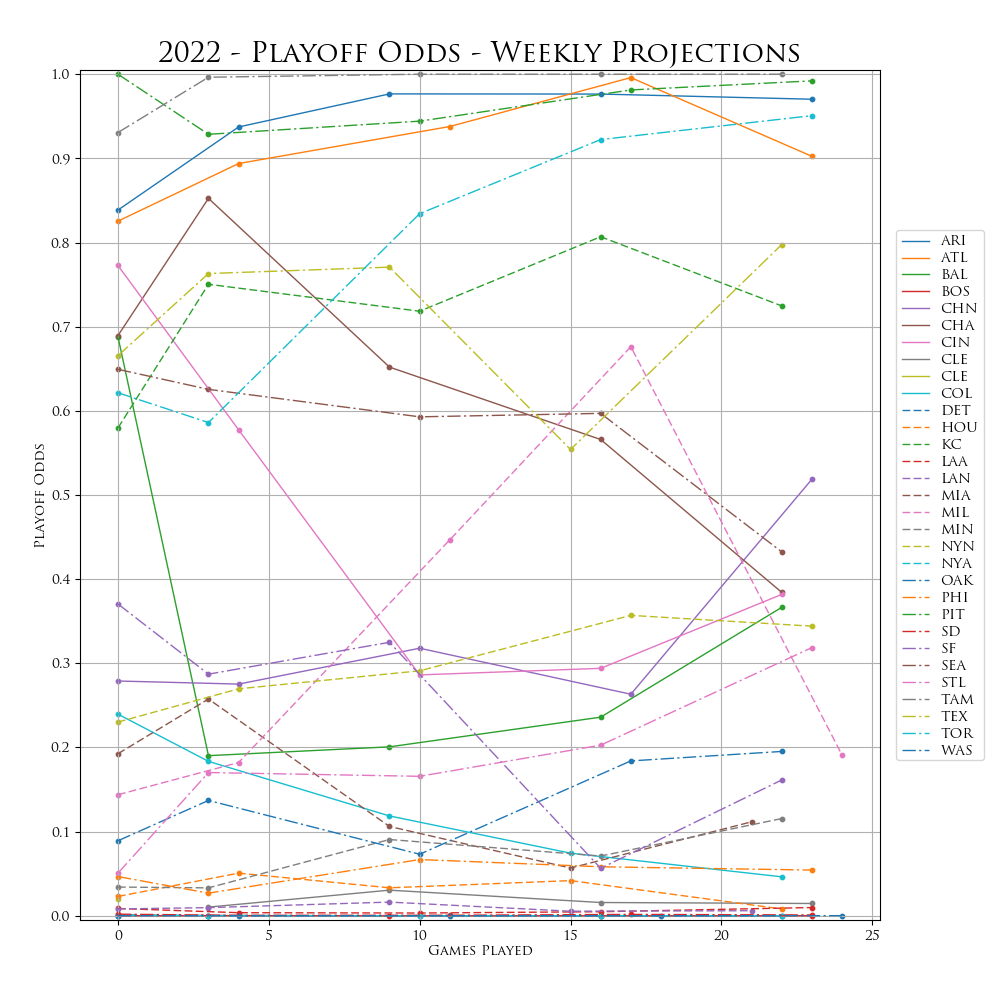 2022 - Playoff Odds - Weekly Projections
1.0
0.9
0.8
0.7
0.6
0.5
0.4
0.3
0.2
0.1
0.0
Playoff Odds
0 5 10 15 20 25
Games Played
ARI
ATL
BAL
BOS
CHN
CHA
CIN
CLE
CLE
COL
DET
HOU
KC
LAA
LAN
MIA
MIL
MIN
NYN
NYA
OAK
PHI
PIT
SD
SF
SEA
STL
TAM
TEX
TOR
WAS